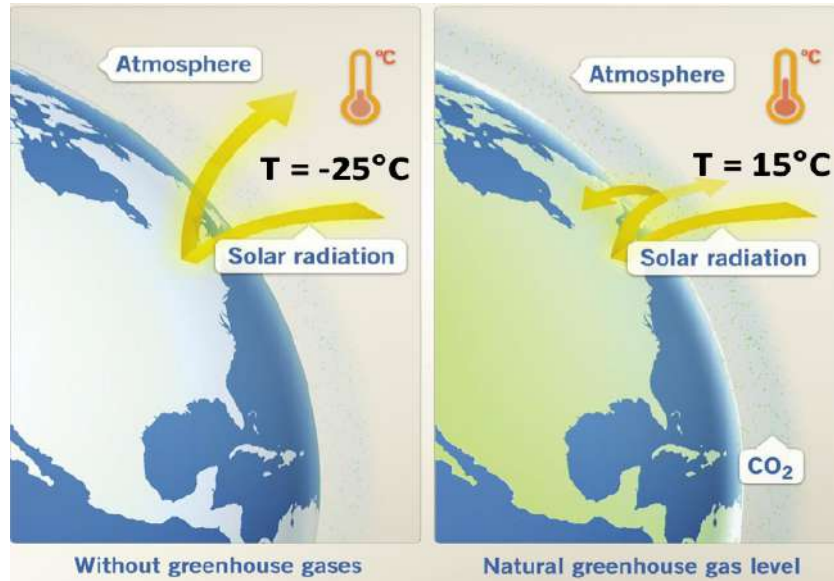 Atmosphere
°C
T = -25°C
Solar radiation
Without greenhouse gases
Atmosphere
°C
T = 15°C
Solar radiation
CO₂
Natural greenhouse gas level